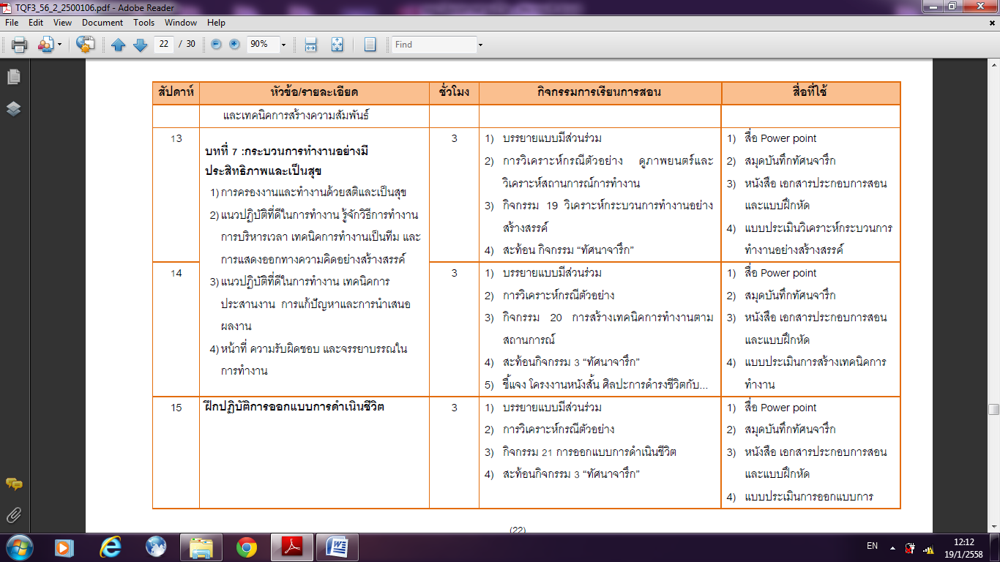 TQF3_56_2_2500106.pdf - Adobe Reader
File Edit View Document Tools Window Help
22 / 30 90% Find
สัปดาห์ หัวข้อ/รายละเอียด ชั่วโมง กิจกรรมการเรียนการสอน สื่อที่ใช้
และเทคนิคการสร้างความสัมพันธ์
13
บทที่ 7 :กระบวนการทำงานอย่างมี
ประสิทธิภาพและเป็นสุข
1) การครองงานและทำงานด้วยสติและเป็นสุข
2) แนวปฏิบัติที่ดีในการทำงาน รู้จักวิธีการทำงาน
การบริหารเวลา เทคนิคการทำงานเป็นทีม และ
การแสดงออกทางความคิดอย่างสร้างสรรค์
3) แนวปฏิบัติที่ดีในการทำงาน เทคนิคการ
ประสานงาน การแก้ปัญหาและการนำเสนอ
ผลงาน
4) หน้าที่ ความรับผิดชอบ และจรรยาบรรณใน
การทำงาน
3
1) บรรยายแบบมีส่วนร่วม
2) การวิเคราะห์กรณีตัวอย่าง ดูภาพยนตร์และ
วิเคราะห์สถานการณ์การทำงาน
3) กิจกรรม 19 วิเคราะห์กระบวนการทำงานอย่าง
สร้างสรรค์
4) สะท้อน กิจกรรม “ทัศนาจารึก”
1) สื่อ Power point
2) สมุดบันทึกทัศนจารึก
3) หนังสือ เอกสารประกอบการสอน
และแบบฝึกหัด
4) แบบประเมินวิเคราะห์กระบวนการ
ทำงานอย่างสร้างสรรค์
14
3
1) บรรยายแบบมีส่วนร่วม
2) การวิเคราะห์กรณีตัวอย่าง
3) กิจกรรม 20 การสร้างเทคนิคการทำงานตาม
สถานการณ์
4) สะท้อนกิจกรรม 3 “ทัศนาจารึก”
5) ชี้แจง โครงงานหนังสั้น ศิลปะการดำรงชีวิตกับ...
1) สื่อ Power point
2) สมุดบันทึกทัศนจารึก
3) หนังสือ เอกสารประกอบการสอน
และแบบฝึกหัด
4) แบบประเมินการสร้างเทคนิคการ
ทำงาน
15
ฝึกปฏิบัติการออกแบบการดำเนินชีวิต
3
1) บรรยายแบบมีส่วนร่วม
2) การวิเคราะห์กรณีตัวอย่าง
3) กิจกรรม 21 การออกแบบการดำเนินชีวิต
4) สะท้อนกิจกรรม 3 “ทัศนาจารึก”
1) สื่อ Power point
2) สมุดบันทึกทัศนจารึก
3) หนังสือ เอกสารประกอบการสอน
และแบบฝึกหัด
4) แบบประเมินการออกแบบการ
(22)
EN
12:12
19/1/2558